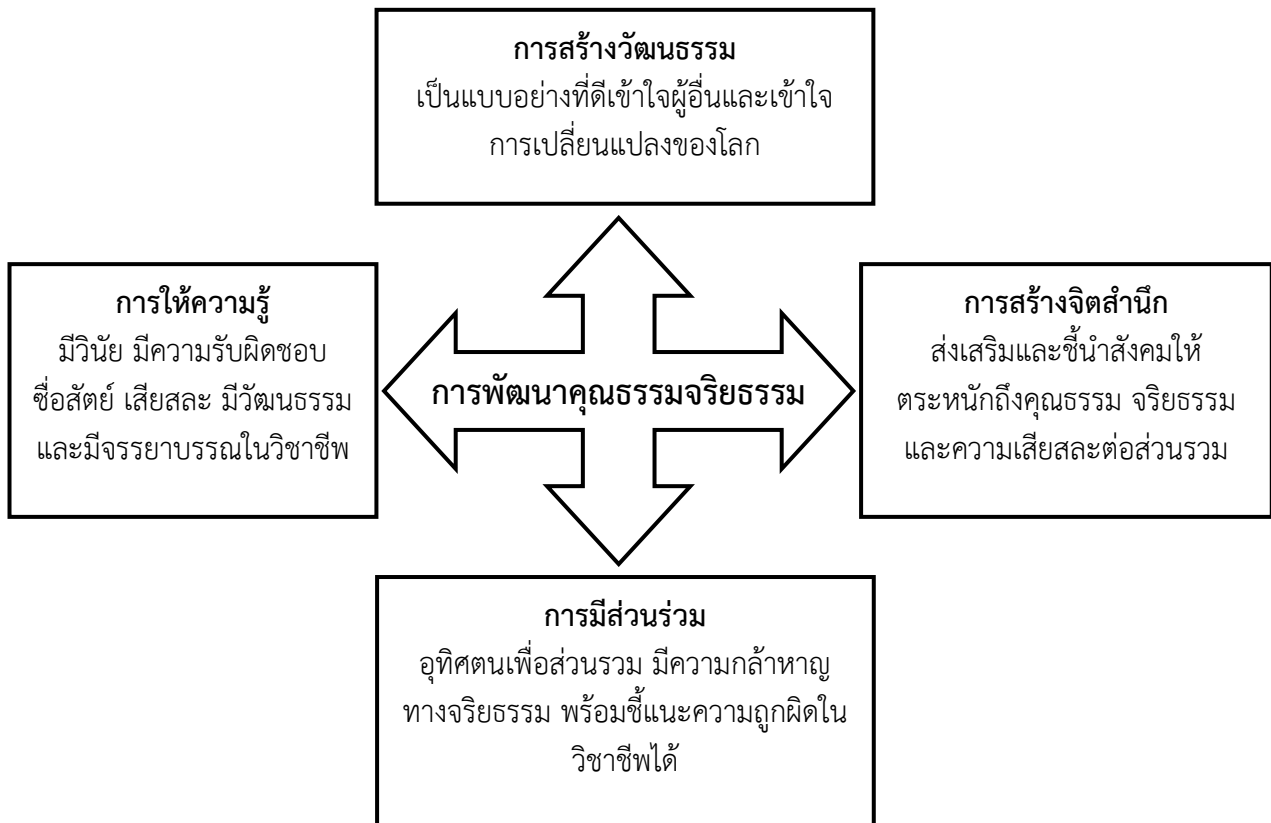 การสร้างวัฒนธรรม
เป็นแบบอย่างที่ดีเข้าใจผู้อื่นและเข้าใจ
การเปลี่ยนแปลงของโลก
การให้ความรู้
มีวินัย มีความรับผิดชอบ
ซื่อสัตย์ เสียสละ มีวัฒนธรรม
และมีจรรยาบรรณในวิชาชีพ
การพัฒนาคุณธรรมจริยธรรม
การสร้างจิตสำนึก
ส่งเสริมและชี้นำสังคมให้
ตระหนักถึงคุณธรรม จริยธรรม
และความเสียสละต่อส่วนรวม
การมีส่วนร่วม
อุทิศตนเพื่อส่วนรวม มีความกล้าหาญ
ทางจริยธรรม พร้อมชี้แนะความถูกผิดใน
วิชาชีพได้